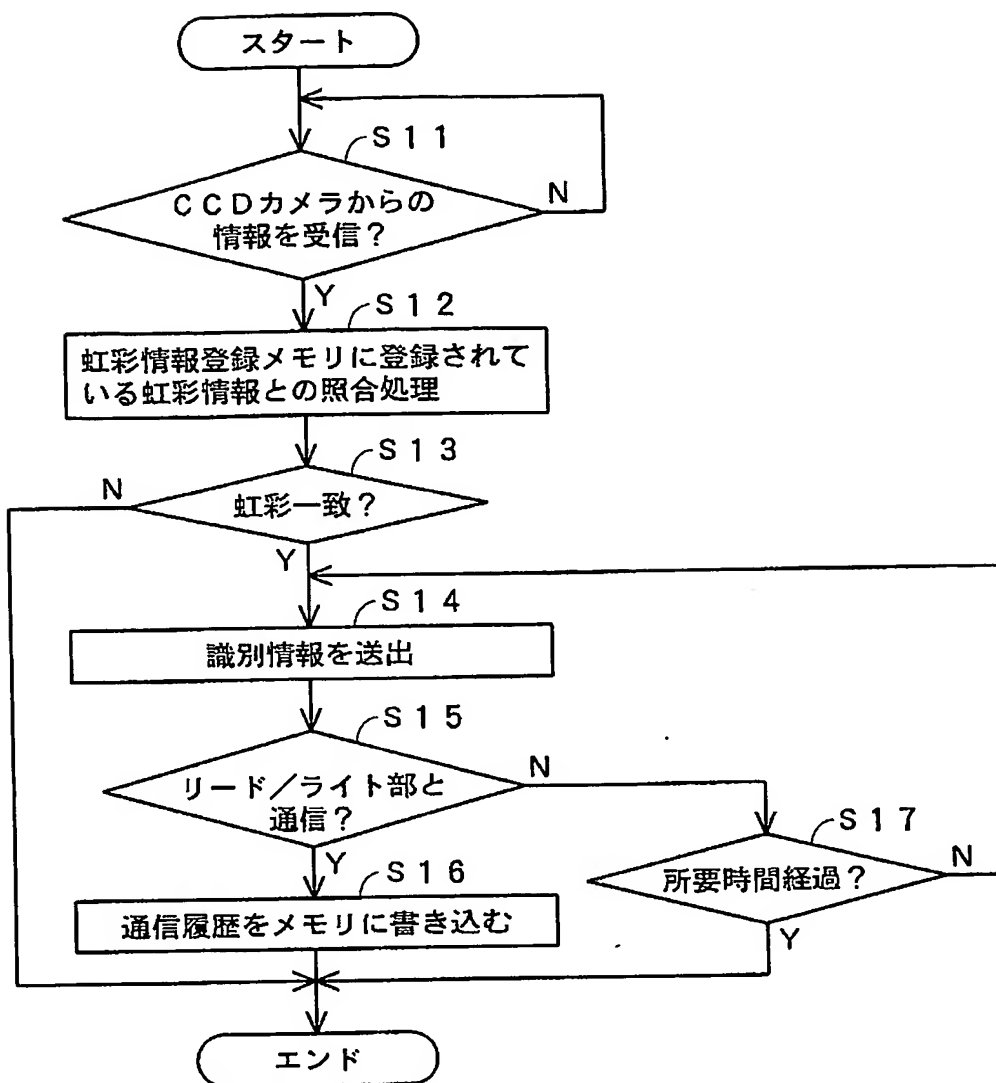 スタート
S11
CCDカメラからの
情報を受信?
N
Y
S12
虹彩情報登録メモリに登録されて
いる虹彩情報との照合処理
S13
N
虹彩一致?
Y
S14
識別情報を送出
S15
リード/ライト部と
通信?
N
Y
S17
所要時間経過?
N
Y
S16
通信履歴をメモリに書き込む
エンド